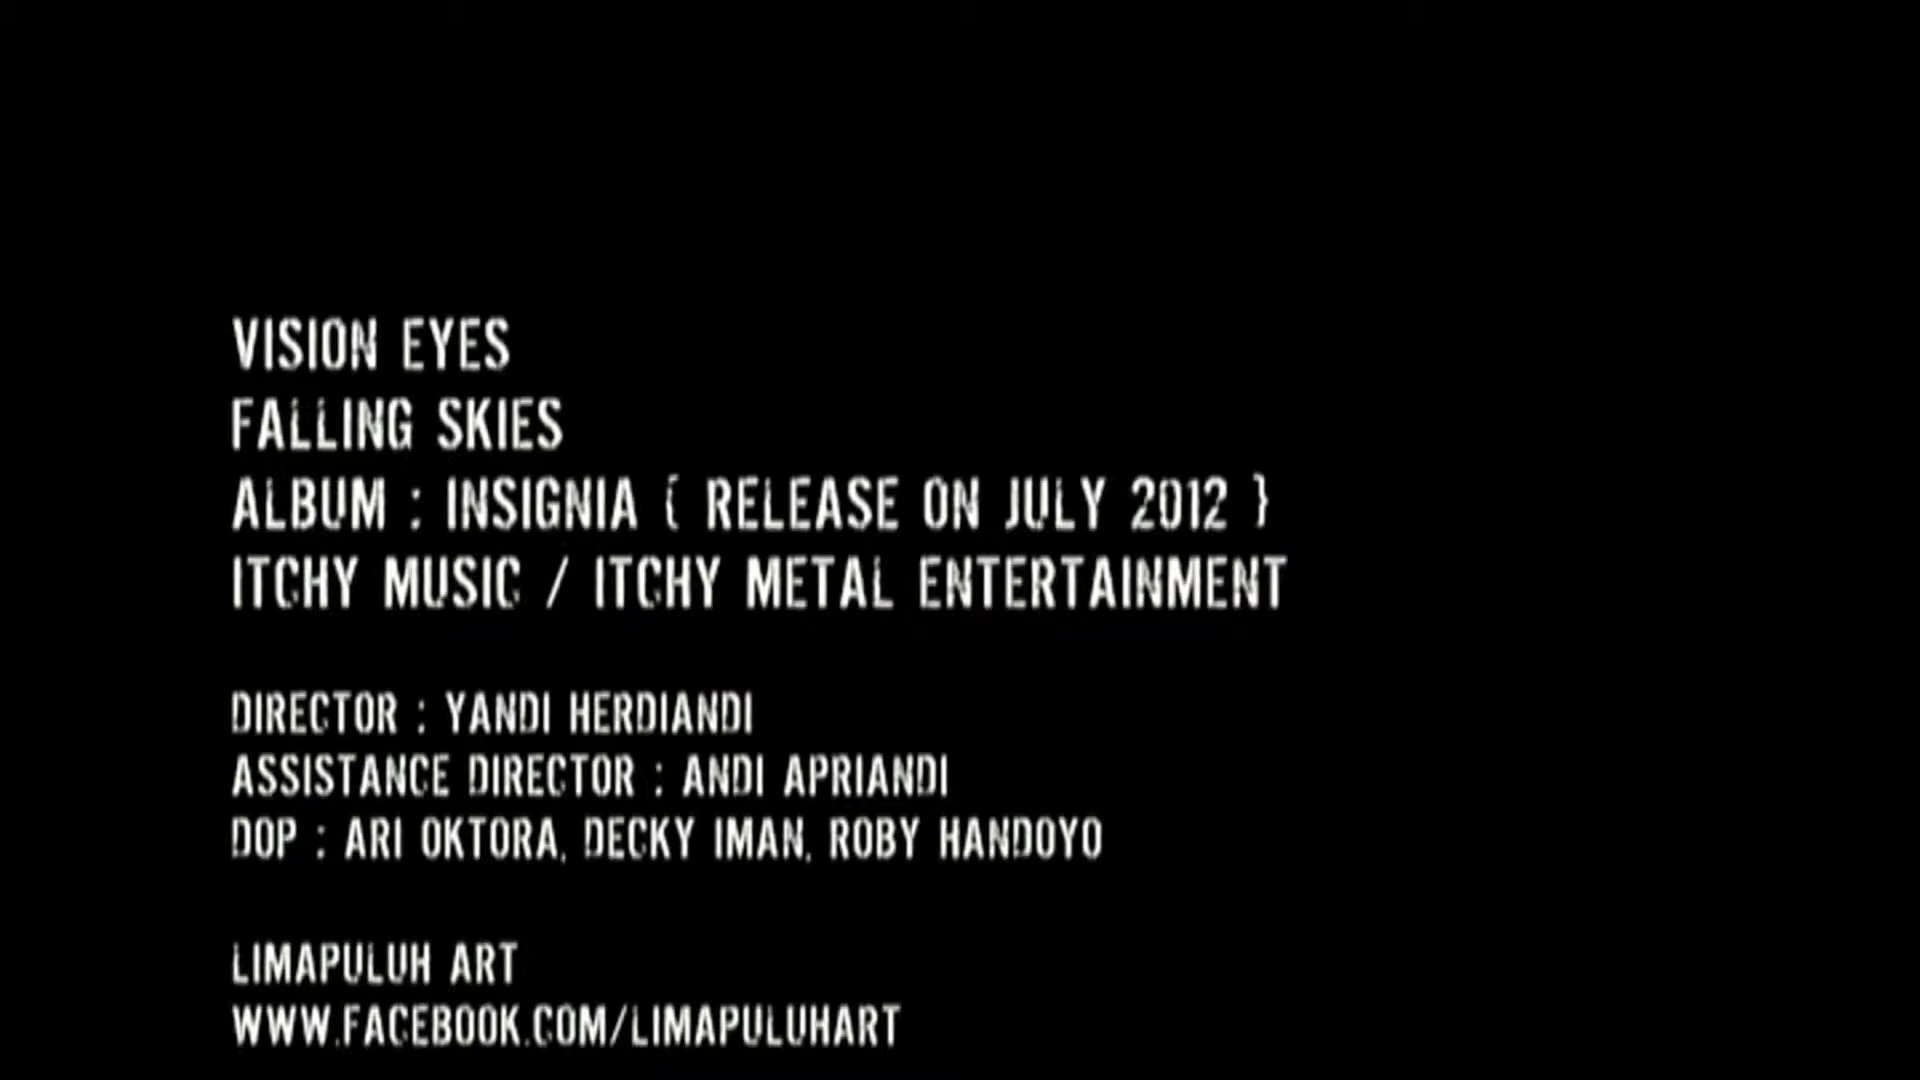 VISION EYES
FALLING SKIES
ALBUM : INSIGNIA { RELEASE ON JULY 2012 }
ITCHY MUSIC / ITCHY METAL ENTERTAINMENT
DIRECTOR : YANDI HERDIANDI
ASSISTANCE DIRECTOR : ANDI APRIANDI
DOP : ARI OKTORA, DECKY IMAN, ROBY HANDOYO
LIMAPULUH ART
WWW.FACEBOOK.COM/LIMAPULUHART